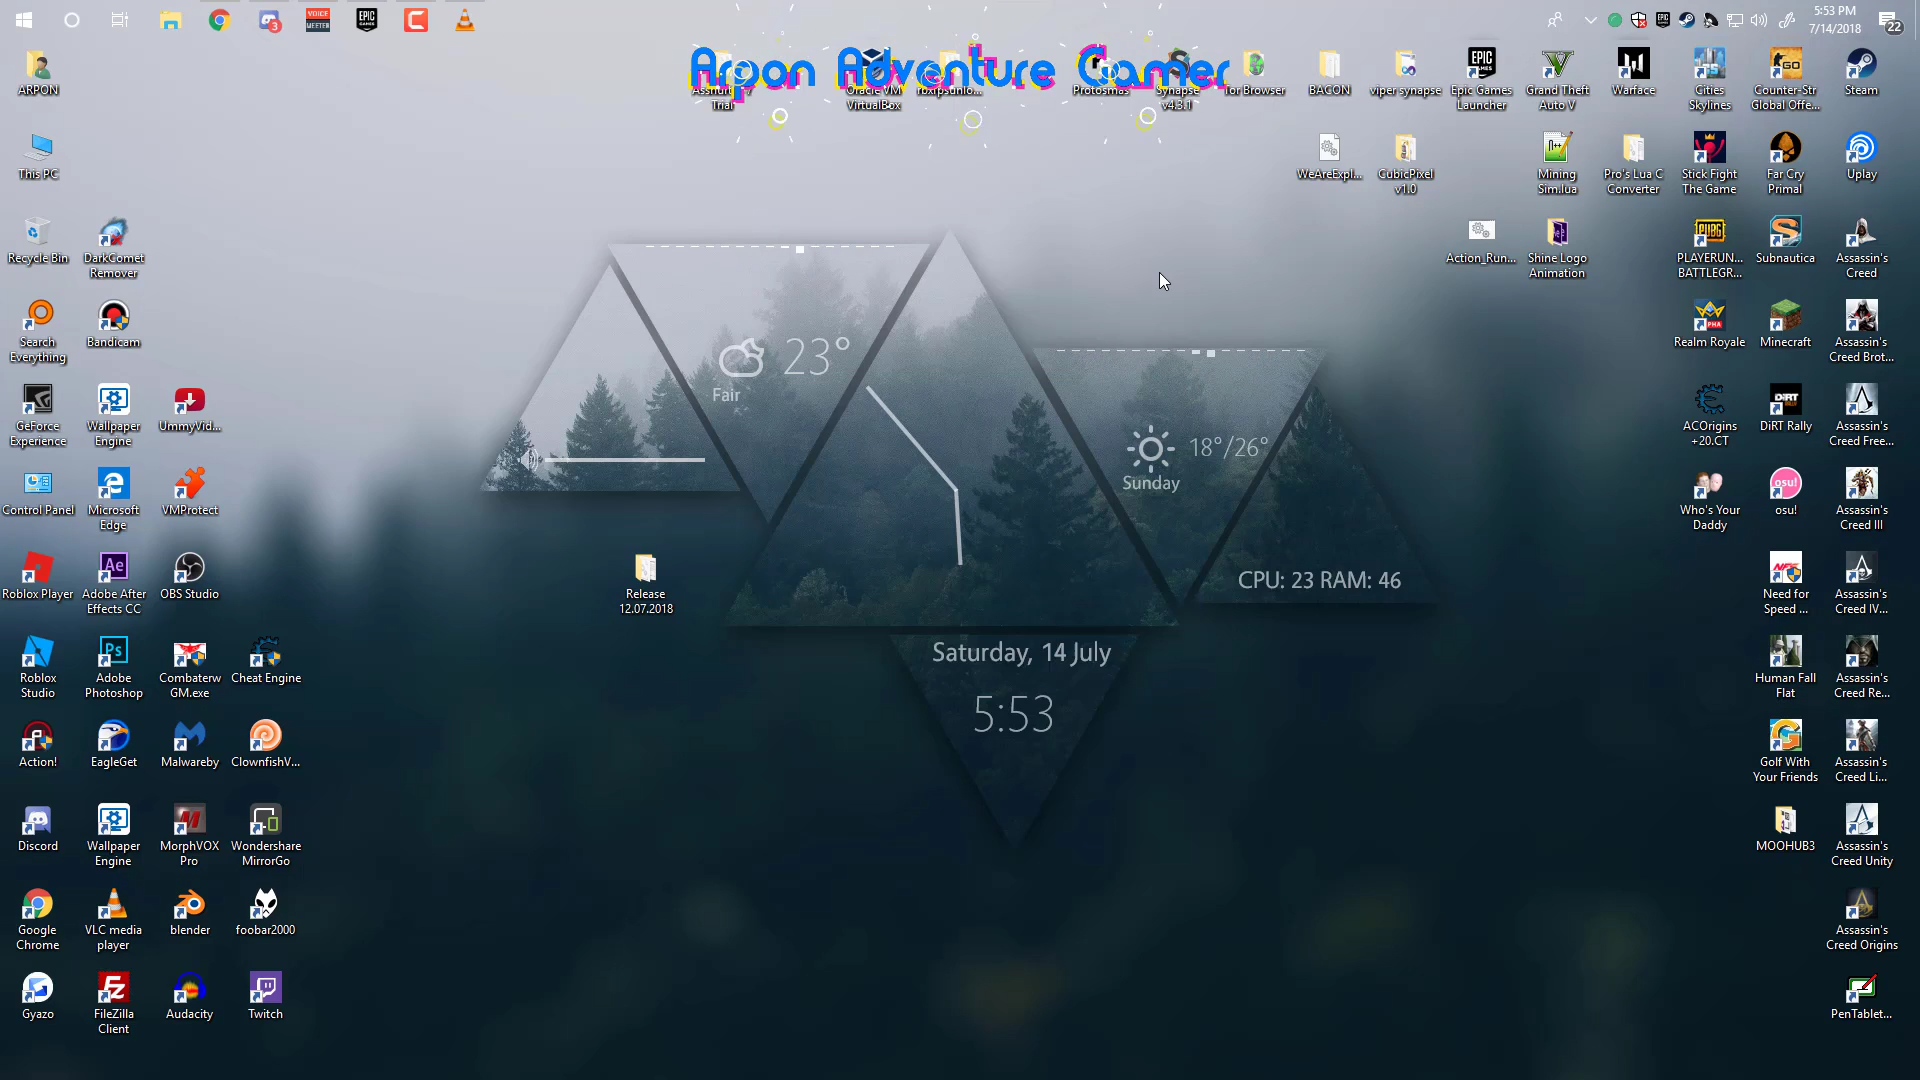 3
VOICE
MEETER
EPIC
GAMES
5:53 PM
7/14/2018
22
Arpon Adventure Gamer
ARPON
This PC
Recycle Bin
DarkComet
Remover
Search
Everything
Bandicam
GeForce
Experience
Wallpaper
Engine
UmmyVid...
Control Panel
Microsoft
Edge
VMProtect
Roblox Player
Adobe After
Effects CC
OBS Studio
Roblox
Studio
Adobe
Photoshop
Combaterw
GM.exe
Cheat Engine
Action!
EagleGet
Malwareby
ClownfishV...
Discord
Wallpaper
Engine
MorphVOX
Pro
Wondershare
MirrorGo
Google
Chrome
VLC media
player
blender
foobar2000
Gyazo
FileZilla
Client
Audacity
Twitch
Trial
Oracle VM
VirtualBox
Protosmas
Synapse
v4.3.1
Tor Browser
BACON
viper synapse
Epic Games
Launcher
Grand Theft
Auto V
Warface
Cities
Skylines
Counter-Str
Global Offe...
Steam
WeAreExpl...
CubicPixel
v1.0
Mining
Sim.lua
Pro's Lua C
Converter
Stick Fight
The Game
Far Cry
Primal
Uplay
Action_Run...
Shine Logo
Animation
PLAYERUN...
BATTLEGR...
Subnautica
Assassin's
Creed
Realm Royale
Minecraft
Assassin's
Creed Brot...
ACOrigins
+20.CT
DiRT Rally
Assassin's
Creed Free...
Who's Your
Daddy
osu!
Assassin's
Creed III
Need for
Speed ...
Assassin's
Creed IV...
Human Fall
Flat
Assassin's
Creed Re...
Golf With
Your Friends
Assassin's
Creed Li...
MOOHUB3
Assassin's
Creed Unity
Assassin's
Creed Origins
PenTablet...
Release
12.07.2018
23°
Fair
18°/26°
Sunday
CPU: 23 RAM: 46
Saturday, 14 July
5:53